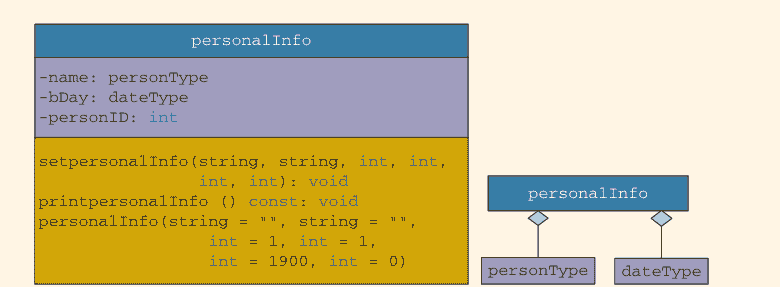 personalInfo
-name: personType
-bDay: dateType
-personID: int
setpersonalInfo(string, string, int, int,
int, int): void
printpersonalInfo () const: void
personalInfo(string = "", string = "",
int = 1, int = 1,
int = 1900, int = 0)
personalInfo
personType
dateType